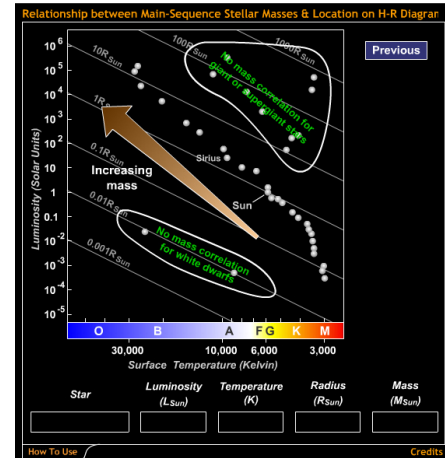 Relationship between Main-Sequence Stellar Masses & Location on H-R Diagran
Previous
10⁶
10⁵
10⁴
10³
10²
10
1
0.1
10⁻²
10⁻³
10⁻⁴
10⁻⁵
Luminosity (Solar Units)
10R Sun
100R Sun
1000R Sun
1R Sun
0.1R Sun
0.01R Sun
0.001R Sun
No mass correlation for
giant or supergiant stars
Increasing
mass
Sirius
Sun
No mass correlation
for white dwarfs
O B A F G K M
30,000 10,000 6,000 3,000
Surface Temperature (Kelvin)
Star
Luminosity
(LSun)
Temperature
(K)
Radius
(RSun)
Mass
(MSun)
How To Use
Credits